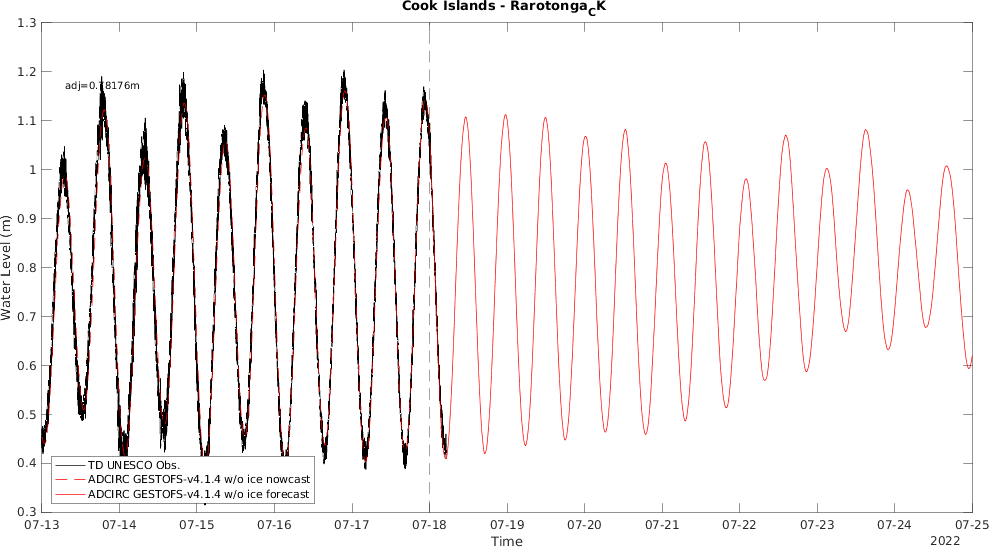 Cook Islands - Rarotonga_CK
1.3
1.2
1.1
1
0.9
0.8
0.7
0.6
0.5
0.4
0.3
Water Level (m)
adj=0.78176m
TD UNESCO Obs.
ADCIRC GESTOFS-v4.1.4 w/o ice nowcast
ADCIRC GESTOFS-v4.1.4 w/o ice forecast
07-13 07-14 07-15 07-16 07-17 07-18 07-19 07-20 07-21 07-22 07-23 07-24 07-25
Time
2022